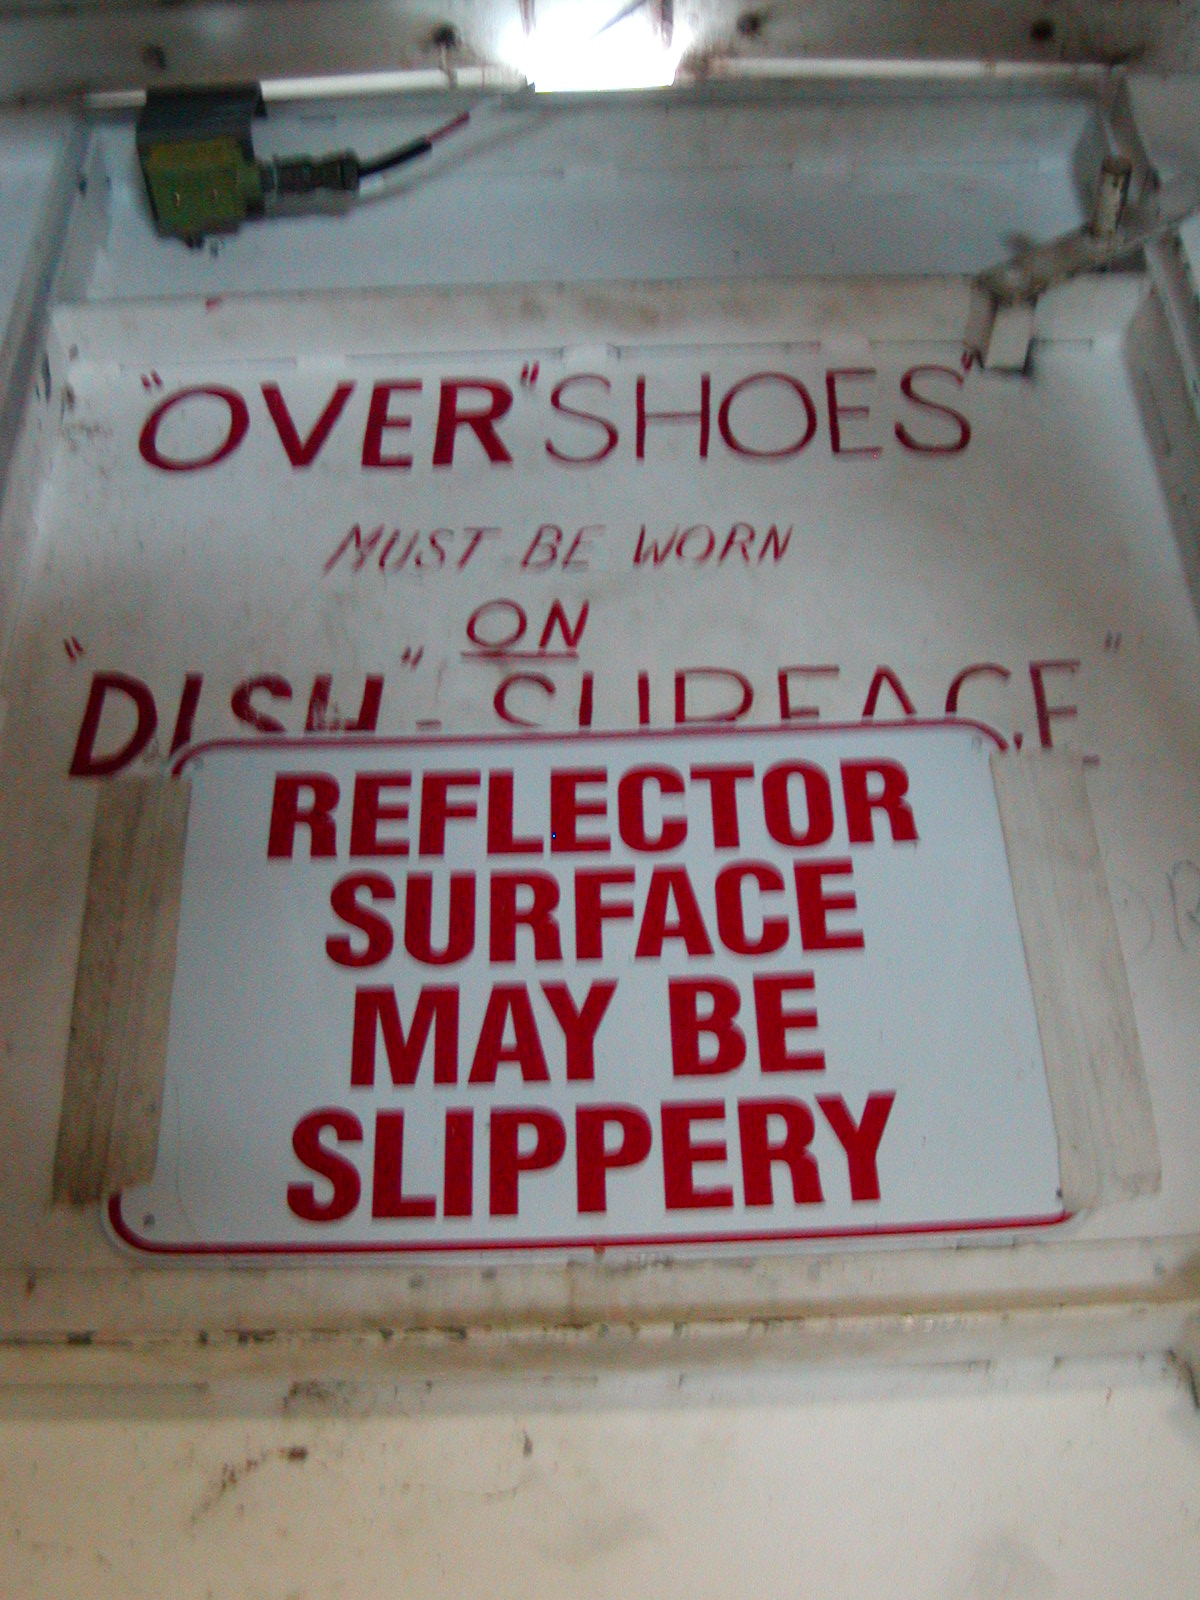 "OVER" SHOES"
MUST BE WORN
ON
"DISH" - SURFACE"
REFLECTOR
SURFACE
MAY BE
SLIPPERY